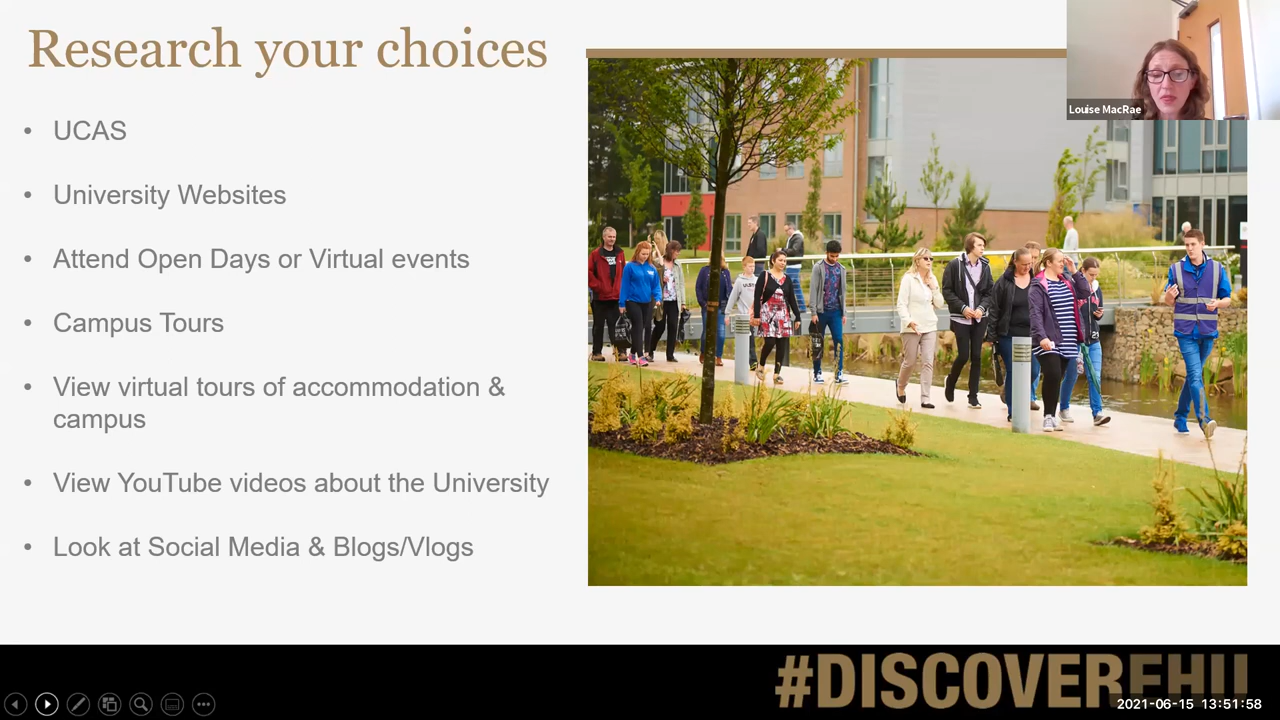 Research your choices
Louise MacRae
• UCAS
• University Websites
• Attend Open Days or Virtual events
• Campus Tours
• View virtual tours of accommodation &
campus
• View YouTube videos about the University
• Look at Social Media & Blogs/Vlogs
#DISCOVEREHU
2021-06-15 13:51:58